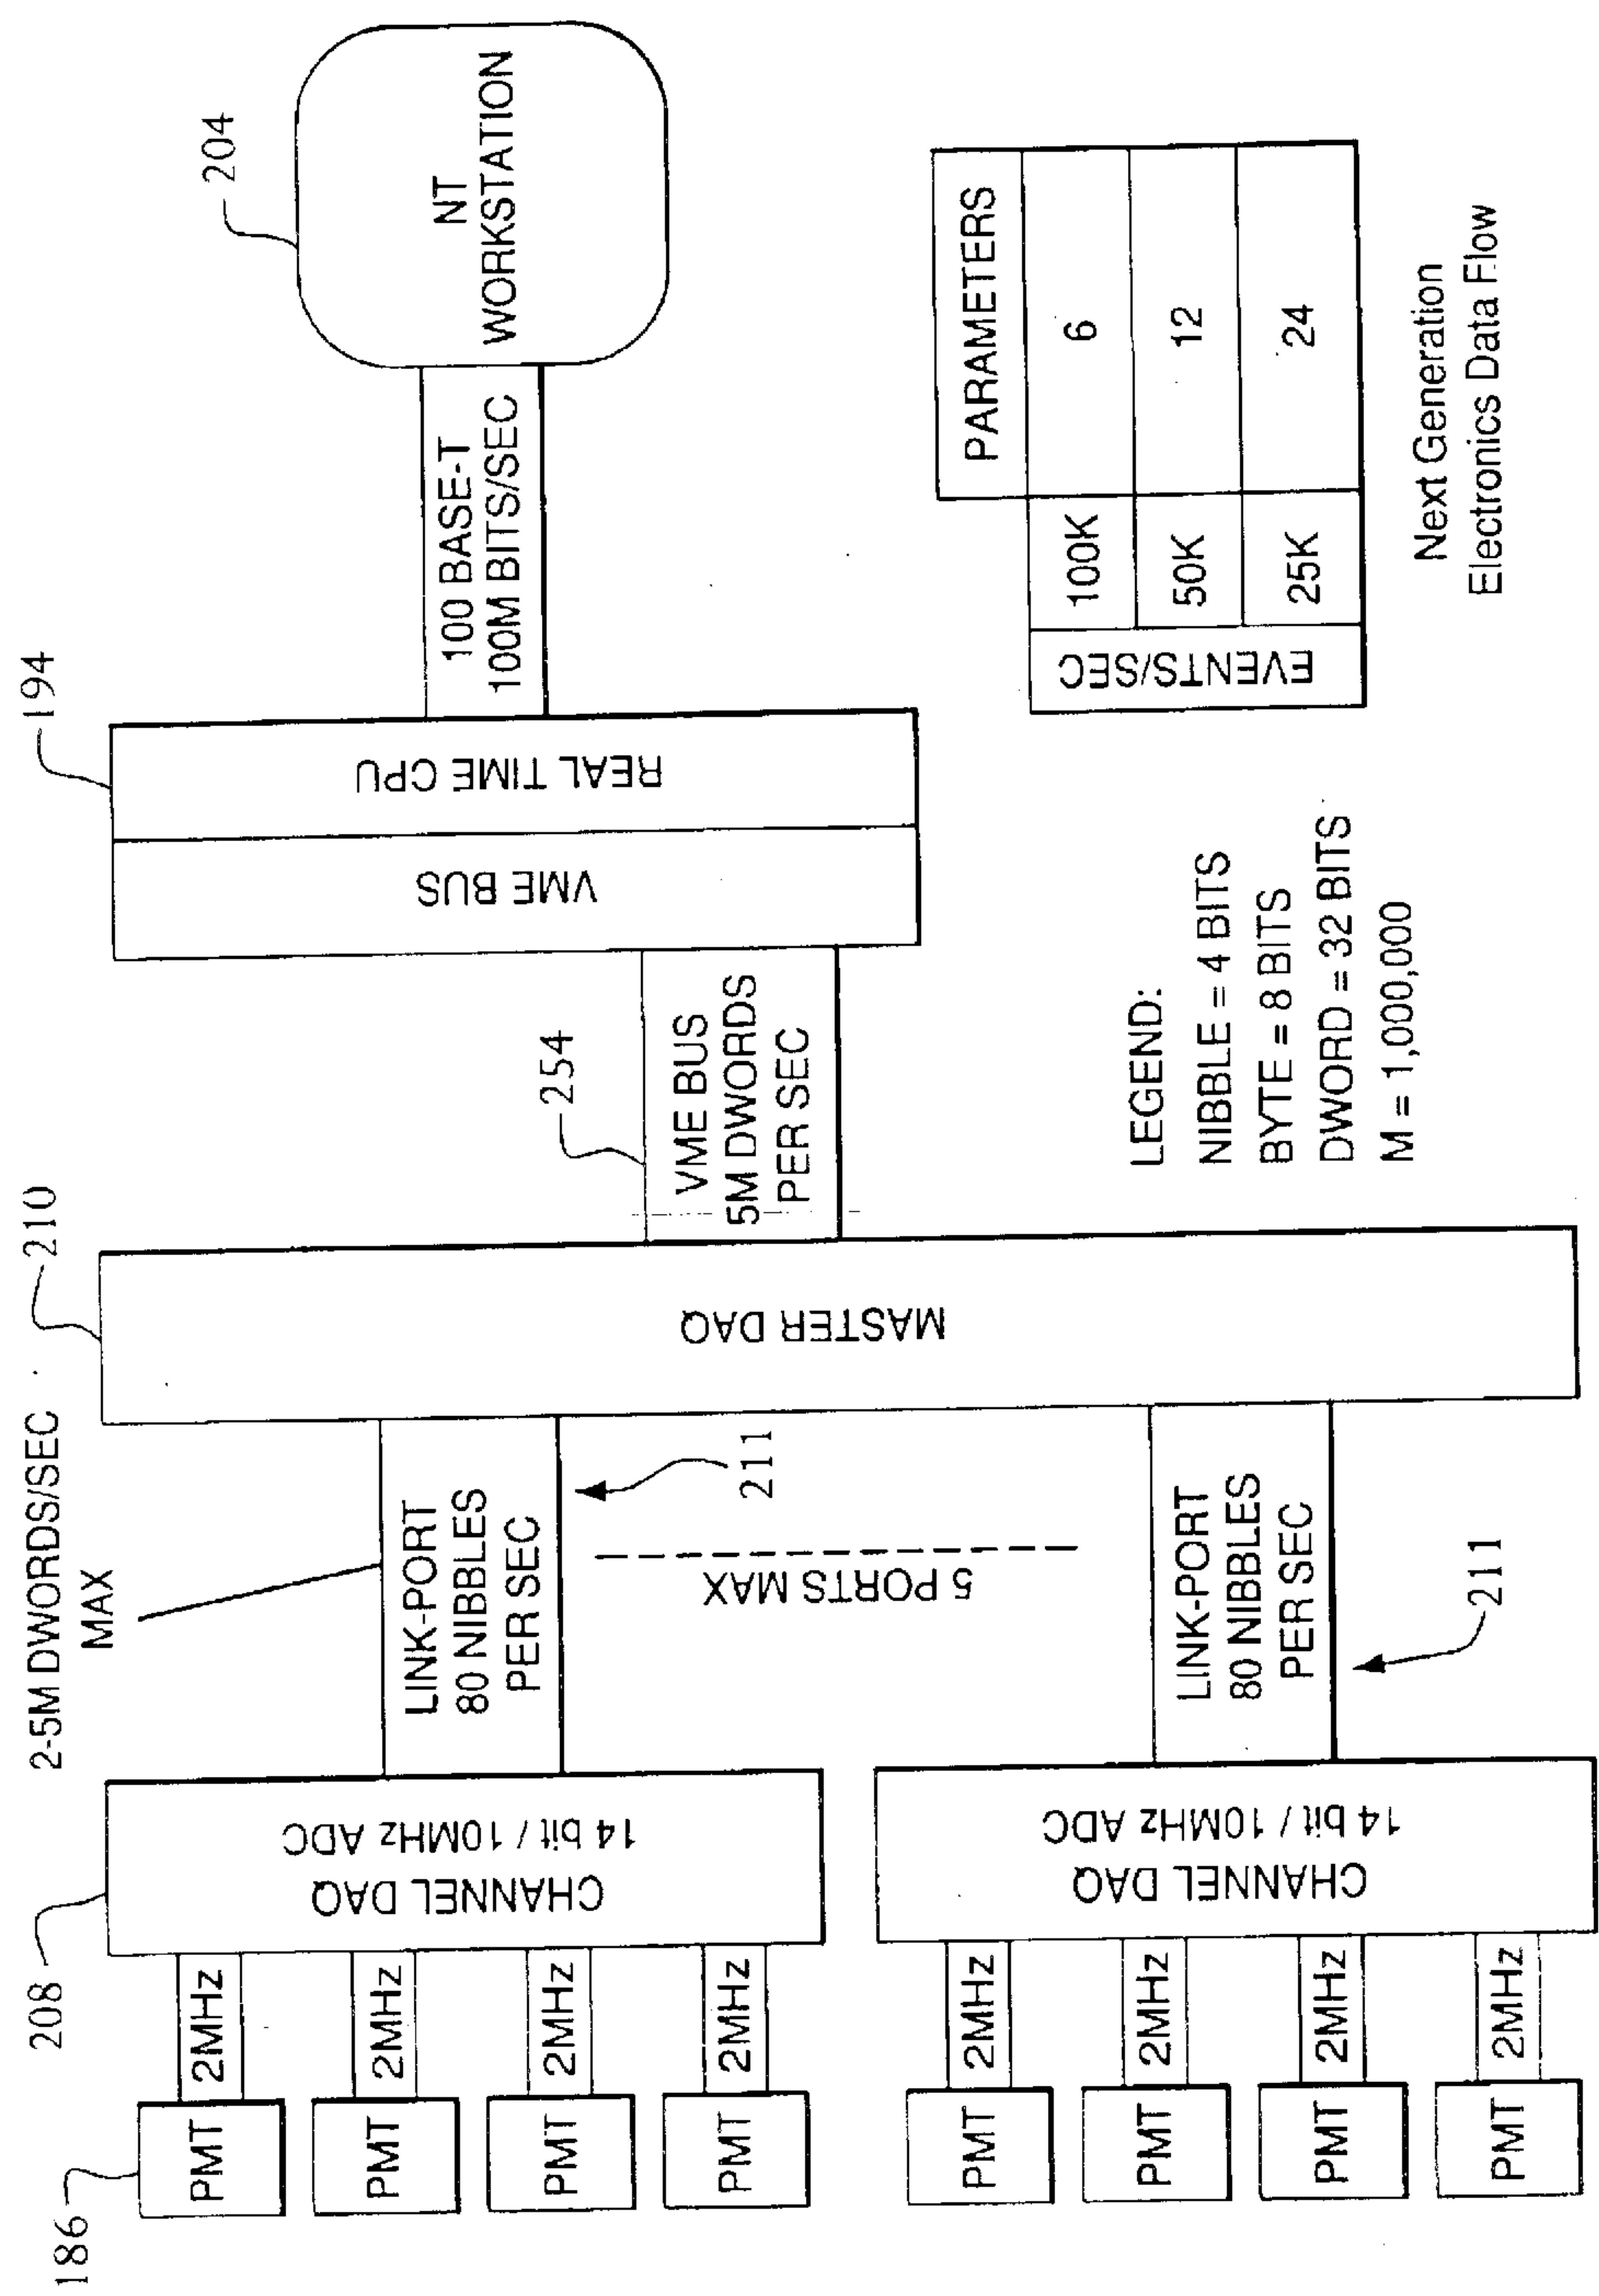 186
PMT
2MHz
PMT
2MHz
PMT
2MHz
PMT
2MHz
PMT
2MHz
PMT
2MHz
PMT
2MHz
PMT
2MHz
208
CHANNEL DAQ
14 bit / 10MHz ADC
CHANNEL DAQ
14 bit / 10MHz ADC
2-5M DWORDS/SEC
MAX
LINK-PORT
80 NIBBLES
PER SEC
211
5 PORTS MAX
LINK-PORT
80 NIBBLES
PER SEC
211
210
MASTER DAQ
254
VME BUS
5M DWORDS
PER SEC
194
VME BUS
REAL TIME CPU
100 BASE-T
100M BITS/SEC
204
NT
WORKSTATION
LEGEND:
NIBBLE = 4 BITS
BYTE = 8 BITS
DWORD = 32 BITS
M = 1,000,000
PARAMETERS
EVENTS/SEC
100K 6
50K 12
25K 24
Next Generation
Electronics Data Flow